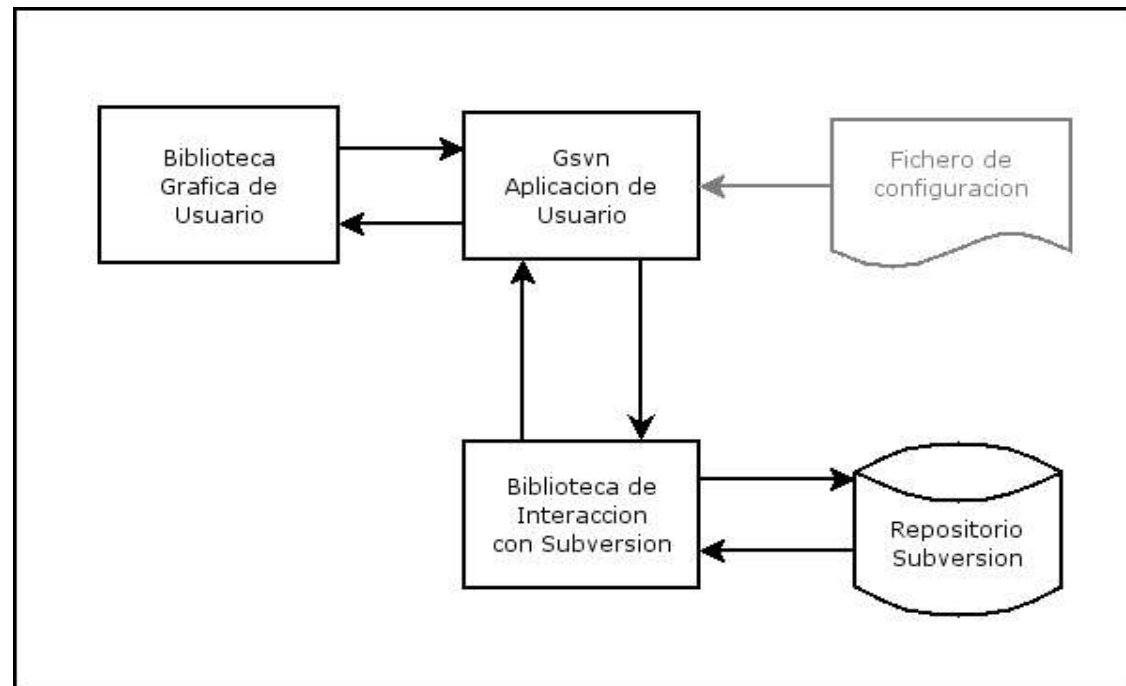 Biblioteca
Grafica de
Usuario
Gsvn
Aplicacion de
Usuario
Fichero de
configuracion
Biblioteca de
Interaccion
con Subversion
Repositorio
Subversion